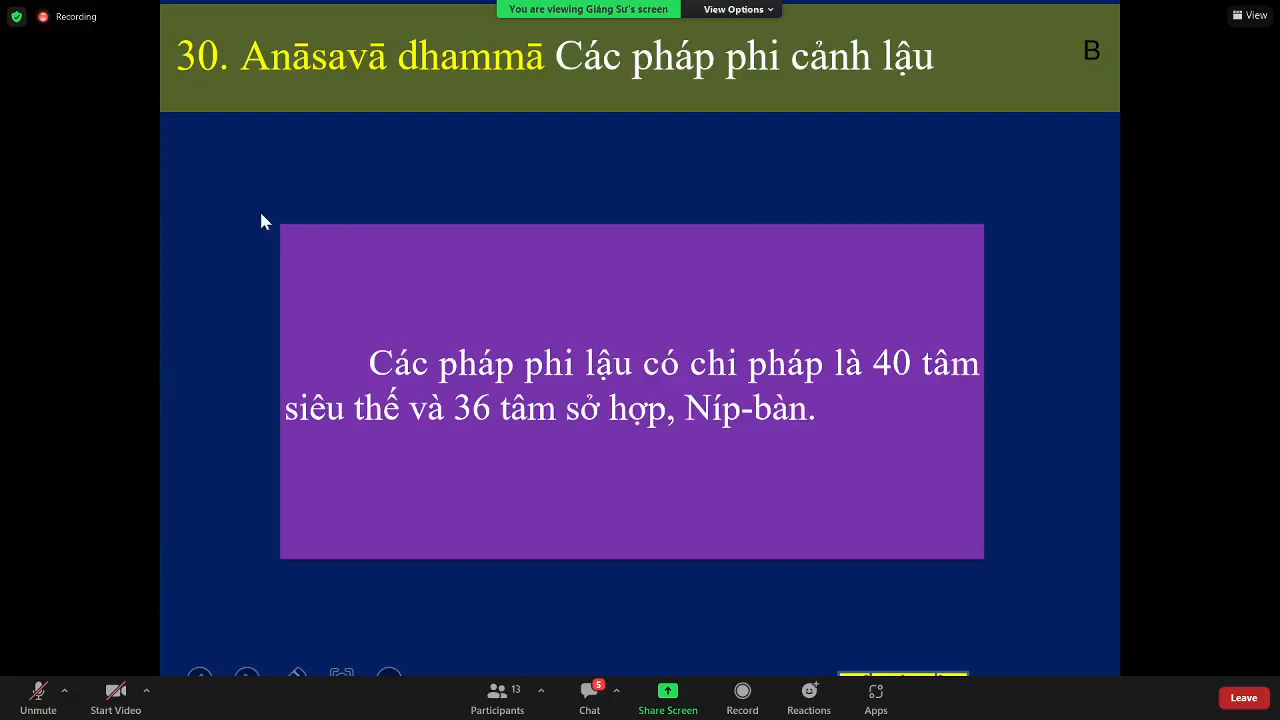 Recording
You are viewing Giảng Sư's screen
View Options
View
30. Anāsavā dhammā Các pháp phi cảnh lậu
B
Các pháp phi lậu có chi pháp là 40 tâm
siêu thế và 36 tâm sở hợp, Níp-bàn.
Unmute
Start Video
Participants
13
Chat
5
Share Screen
Record
Reactions
Apps
Leave